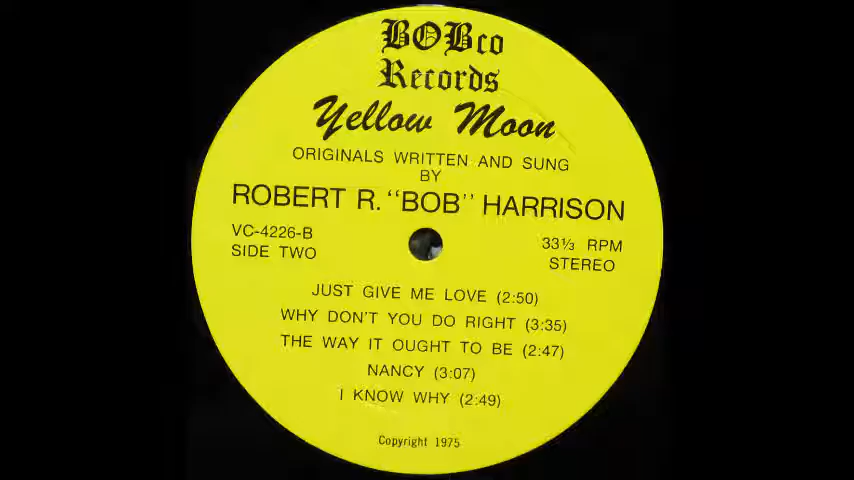 BOBco
Records
Yellow Moon
ORIGINALS WRITTEN AND SUNG
BY
ROBERT R. "BOB" HARRISON
VC-4226-B
SIDE TWO
33⅓ RPM
STEREO
JUST GIVE ME LOVE (2:50)
WHY DON'T YOU DO RIGHT (3:35)
THE WAY IT OUGHT TO BE (2:47)
NANCY (3:07)
I KNOW WHY (2:49)
Copyright 1975